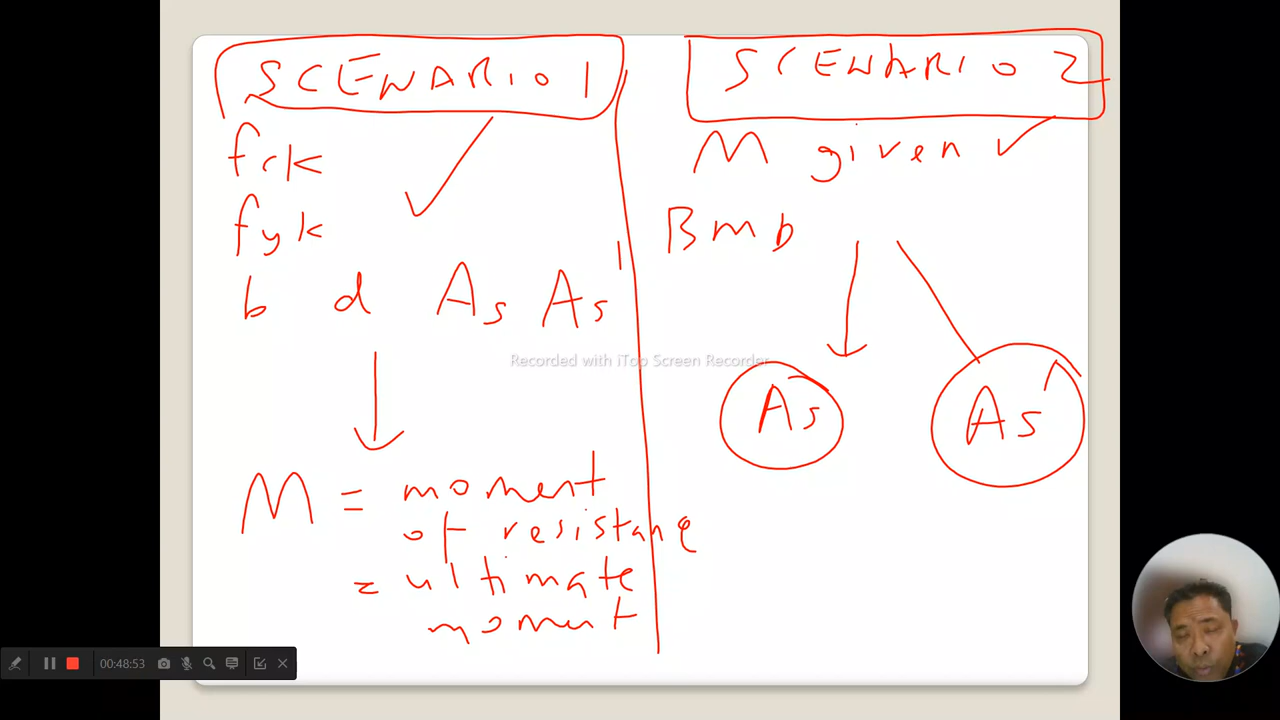 SCENARIO 1
fck
fyk
b d As As'
M = moment
of resistance
= ultimate
moment
SCENARIO 2
M given ✓
Bmb
As As'
Recorded with iTop Screen Recorder
00:48:53